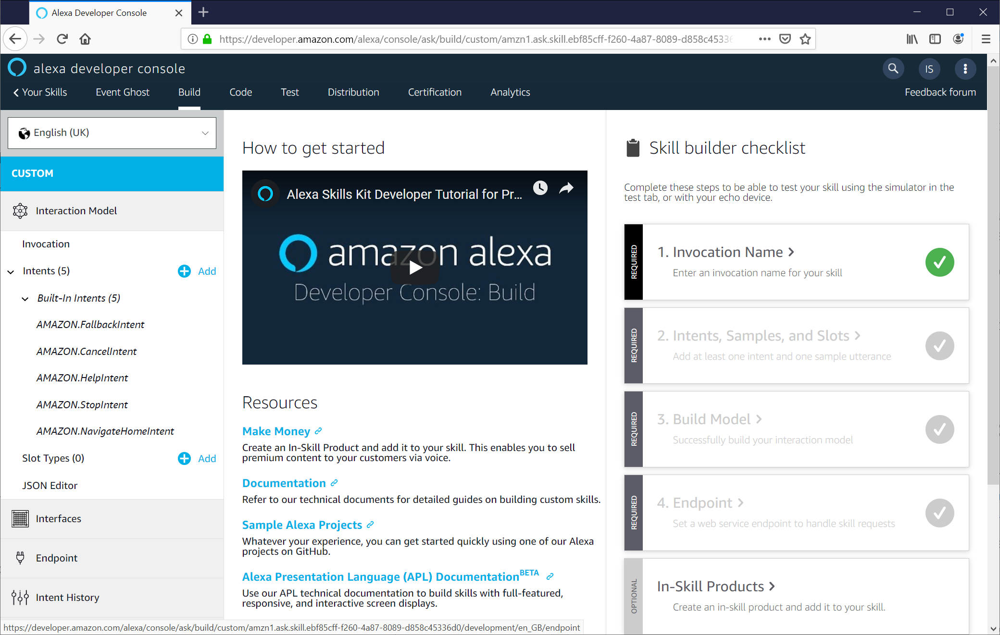 Alexa Developer Console
https://developer.amazon.com/alexa/console/ask/build/custom/amzn1.ask.skill.ebf85cff-f260-4a87-8089-d858c45336
alexa developer console
IS
Your Skills
Event Ghost
Build
Code
Test
Distribution
Certification
Analytics
Feedback forum
English (UK)
CUSTOM
Interaction Model
Invocation
Intents (5)
Add
Built-In Intents (5)
AMAZON.FallbackIntent
AMAZON.CancelIntent
AMAZON.HelpIntent
AMAZON.StopIntent
AMAZON.NavigateHomeIntent
Slot Types (0)
Add
JSON Editor
Interfaces
Endpoint
Intent History
How to get started
Alexa Skills Kit Developer Tutorial for Pr...
amazon alexa
Developer Console: Build
Resources
Make Money
Create an In-Skill Product and add it to your skill. This enables you to sell
premium content to your customers via voice.
Documentation
Refer to our technical documents for detailed guides on building custom skills.
Sample Alexa Projects
Whatever your experience, you can get started quickly using one of our Alexa
projects on GitHub.
Alexa Presentation Language (APL) Documentation BETA
Use our APL technical documentation to build skills with full-featured,
responsive, and interactive screen displays.
Skill builder checklist
Complete these steps to be able to test your skill using the simulator in the
test tab, or with your echo device.
REQUIRED
1. Invocation Name
Enter an invocation name for your skill
REQUIRED
2. Intents, Samples, and Slots
Add at least one intent and one sample utterance
REQUIRED
3. Build Model
Successfully build your interaction model
REQUIRED
4. Endpoint
Set a web service endpoint to handle skill requests
OPTIONAL
In-Skill Products
Create an in-skill product and add it to your skill.
https://developer.amazon.com/alexa/console/ask/build/custom/amzn1.ask.skill.ebf85cff-f260-4a87-8089-d858c45336d0/development/en_GB/endpoint